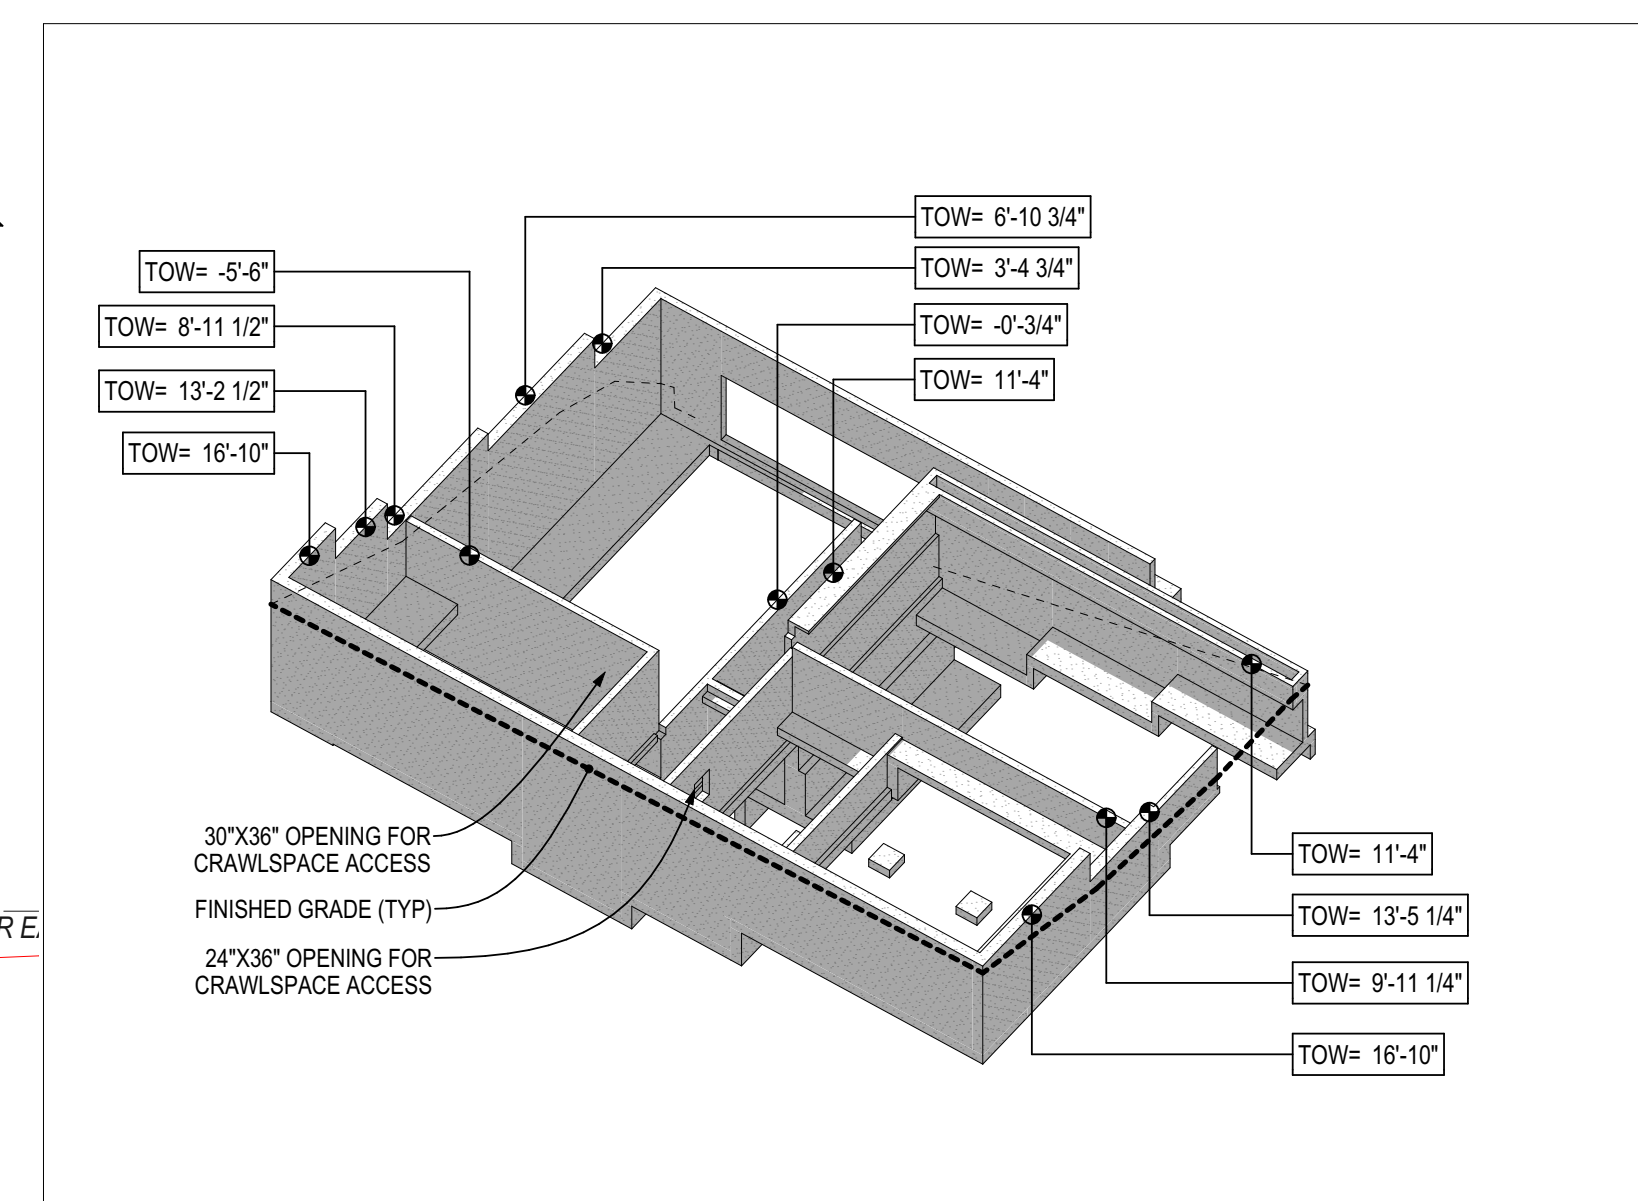 TOW= 6'-10 3/4"
TOW= 3'-4 3/4"
TOW= -0'-3/4"
TOW= 11'-4"
TOW= -5'-6"
TOW= 8'-11 1/2"
TOW= 13'-2 1/2"
TOW= 16'-10"
30"X36" OPENING FOR
CRAWLSPACE ACCESS
FINISHED GRADE (TYP)
24"X36" OPENING FOR
CRAWLSPACE ACCESS
TOW= 11'-4"
TOW= 13'-5 1/4"
TOW= 9'-11 1/4"
TOW= 16'-10"